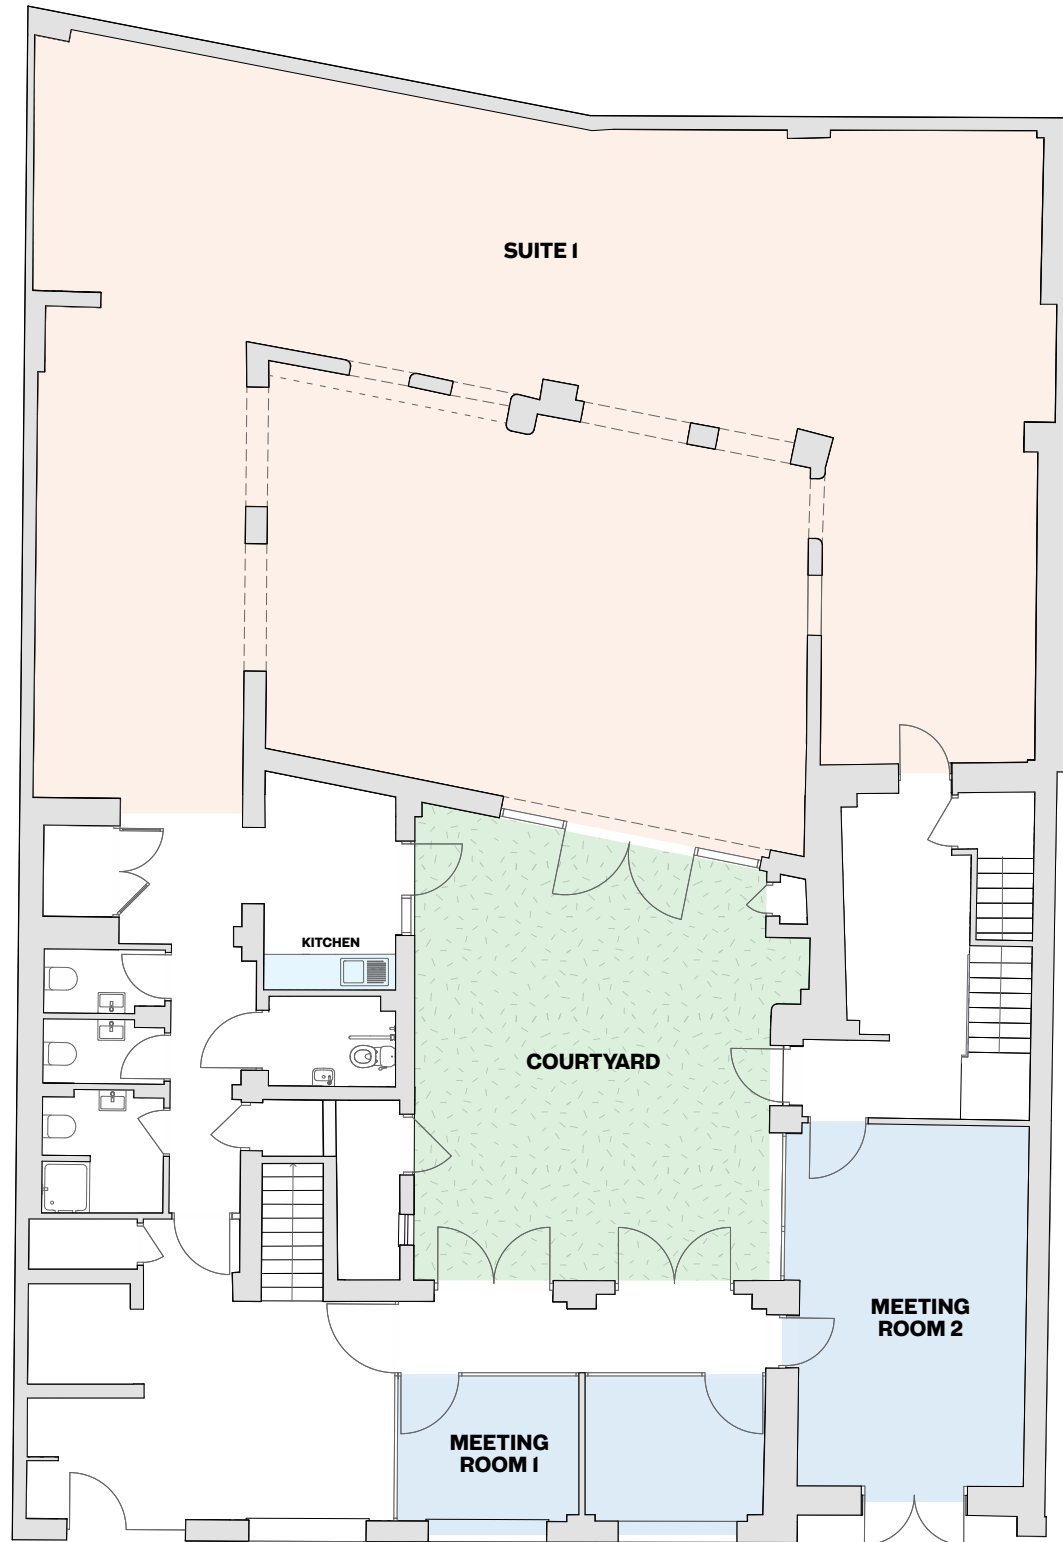 SUITE 1
KITCHEN
COURTYARD
MEETING
ROOM 2
MEETING
ROOM 1